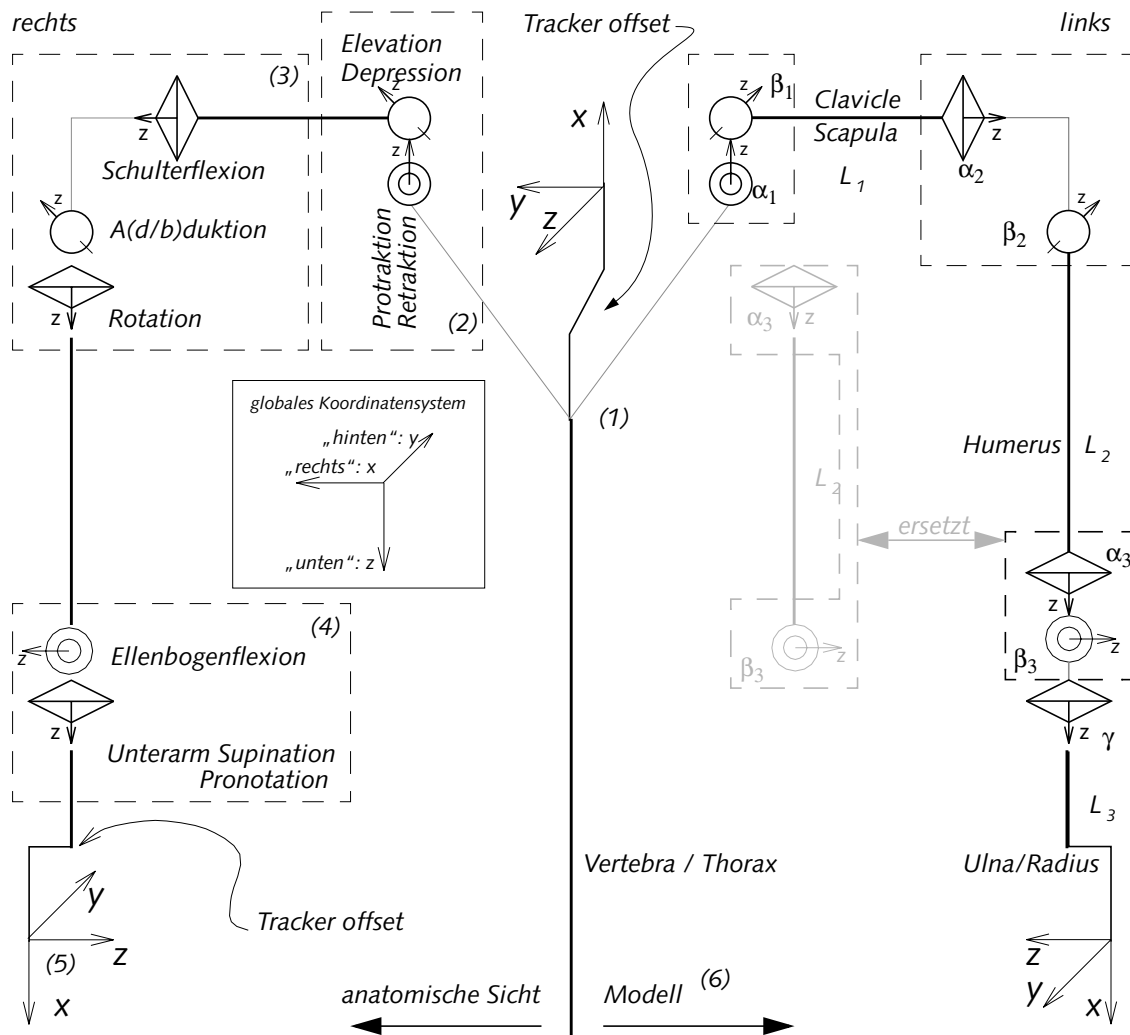 rechts
Tracker offset
links
(3)
Elevation
Depression
z
β1
z
x
Clavicle
Scapula
L1
z
z
Schulterflexion
z
α1
α2
z
y
z
z
A(d/b)duktion
z
β2
Protraktion
Retraktion
(2)
z
Rotation
α3
z
(1)
globales Koordinatensystem
„hinten“: y
„rechts“: x
„unten“: z
Humerus
L2
L2
ersetzt
α3
z
(4)
z
Ellenbogenflexion
β3
z
β3
z
z
Unterarm Supination
Pronotation
z
γ
L3
Vertebra / Thorax
Ulna/Radius
y
Tracker offset
z
(5)
x
z
y
x
anatomische Sicht
Modell
(6)